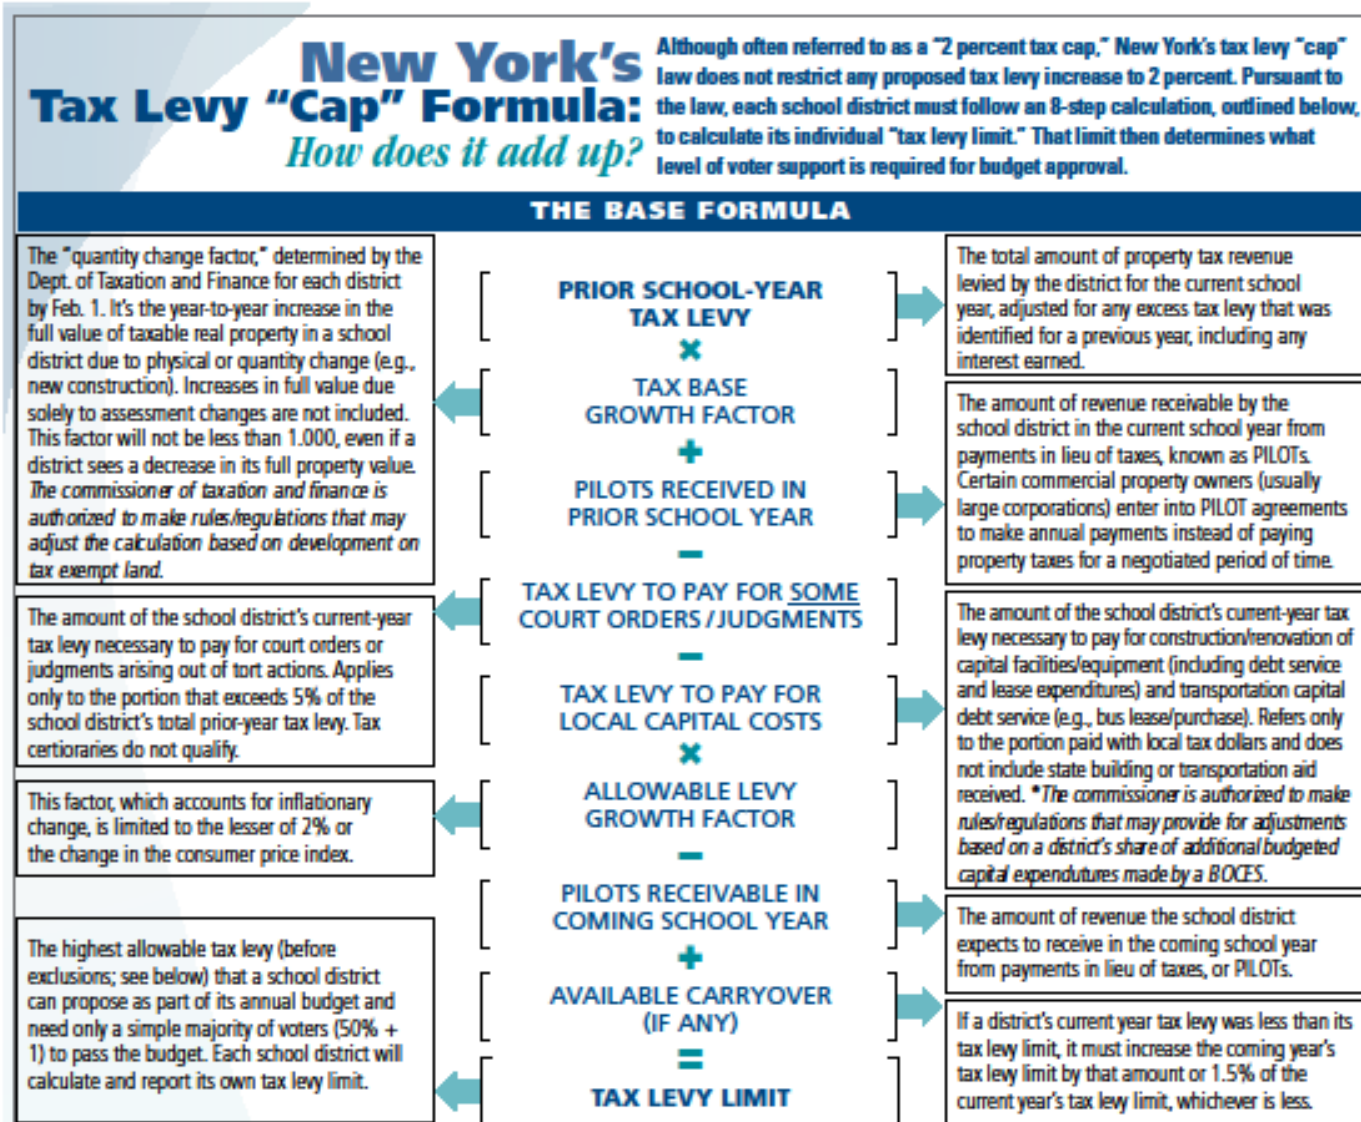 New York's
Tax Levy “Cap” Formula:
How does it add up?
Although often referred to as a “2 percent tax cap,” New York's tax levy “cap”
law does not restrict any proposed tax levy increase to 2 percent. Pursuant to
the law, each school district must follow an 8-step calculation, outlined below,
to calculate its individual “tax levy limit.” That limit then determines what
level of voter support is required for budget approval.
THE BASE FORMULA
The “quantity change factor,” determined by the
Dept. of Taxation and Finance for each district
by Feb. 1. It's the year-to-year increase in the
full value of taxable real property in a school
district due to physical or quantity change (e.g.,
new construction). Increases in full value due
solely to assessment changes are not included.
This factor will not be less than 1.000, even if a
district sees a decrease in its full property value.
The commissioner of taxation and finance is
authorized to make rules/regulations that may
adjust the calculation based on development on
tax exempt land.
The amount of the school district's current-year
tax levy necessary to pay for court orders or
judgments arising out of tort actions. Applies
only to the portion that exceeds 5% of the
school district's total prior-year tax levy. Tax
certioraries do not qualify.
This factor, which accounts for inflationary
change, is limited to the lesser of 2% or
the change in the consumer price index.
The highest allowable tax levy (before
exclusions; see below) that a school district
can propose as part of its annual budget and
need only a simple majority of voters (50% +
1) to pass the budget. Each school district will
calculate and report its own tax levy limit.
PRIOR SCHOOL-YEAR
TAX LEVY
×
TAX BASE
GROWTH FACTOR
+
PILOTS RECEIVED IN
PRIOR SCHOOL YEAR
–
TAX LEVY TO PAY FOR SOME
COURT ORDERS / JUDGMENTS
–
TAX LEVY TO PAY FOR
LOCAL CAPITAL COSTS
×
ALLOWABLE LEVY
GROWTH FACTOR
–
PILOTS RECEIVABLE IN
COMING SCHOOL YEAR
+
AVAILABLE CARRYOVER
(IF ANY)
=
TAX LEVY LIMIT
The total amount of property tax revenue
levied by the district for the current school
year, adjusted for any excess tax levy that was
identified for a previous year, including any
interest earned.
The amount of revenue receivable by the
school district in the current school year from
payments in lieu of taxes, known as PILOTs.
Certain commercial property owners (usually
large corporations) enter into PILOT agreements
to make annual payments instead of paying
property taxes for a negotiated period of time.
The amount of the school district's current-year tax
levy necessary to pay for construction/renovation of
capital facilities/equipment (including debt service
and lease expenditures) and transportation capital
debt service (e.g., bus lease/purchase). Refers only
to the portion paid with local tax dollars and does
not include state building or transportation aid
received. *The commissioner is authorized to make
rules/regulations that may provide for adjustments
based on a district's share of additional budgeted
capital expendutures made by a BOCES.
The amount of revenue the school district
expects to receive in the coming school year
from payments in lieu of taxes, or PILOTs.
If a district's current year tax levy was less than its
tax levy limit, it must increase the coming year's
tax levy limit by that amount or 1.5% of the
current year's tax levy limit, whichever is less.